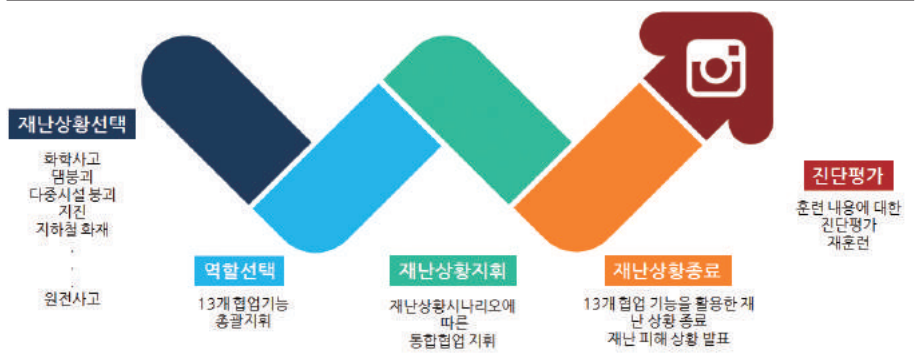 재난상황선택
화학사고
댐붕괴
다중시설 붕괴
지진
지하철 화재
.
.
.
원전사고
역할선택
13개 협업기능
총괄지휘
재난상황지휘
재난상황시나리오에
따른
통합협업 지휘
재난상황종료
13개 협업 기능을 활용한 재
난 상황 종료
재난 피해 상황 발표
진단평가
훈련 내용에 대한
진단평가
재훈련